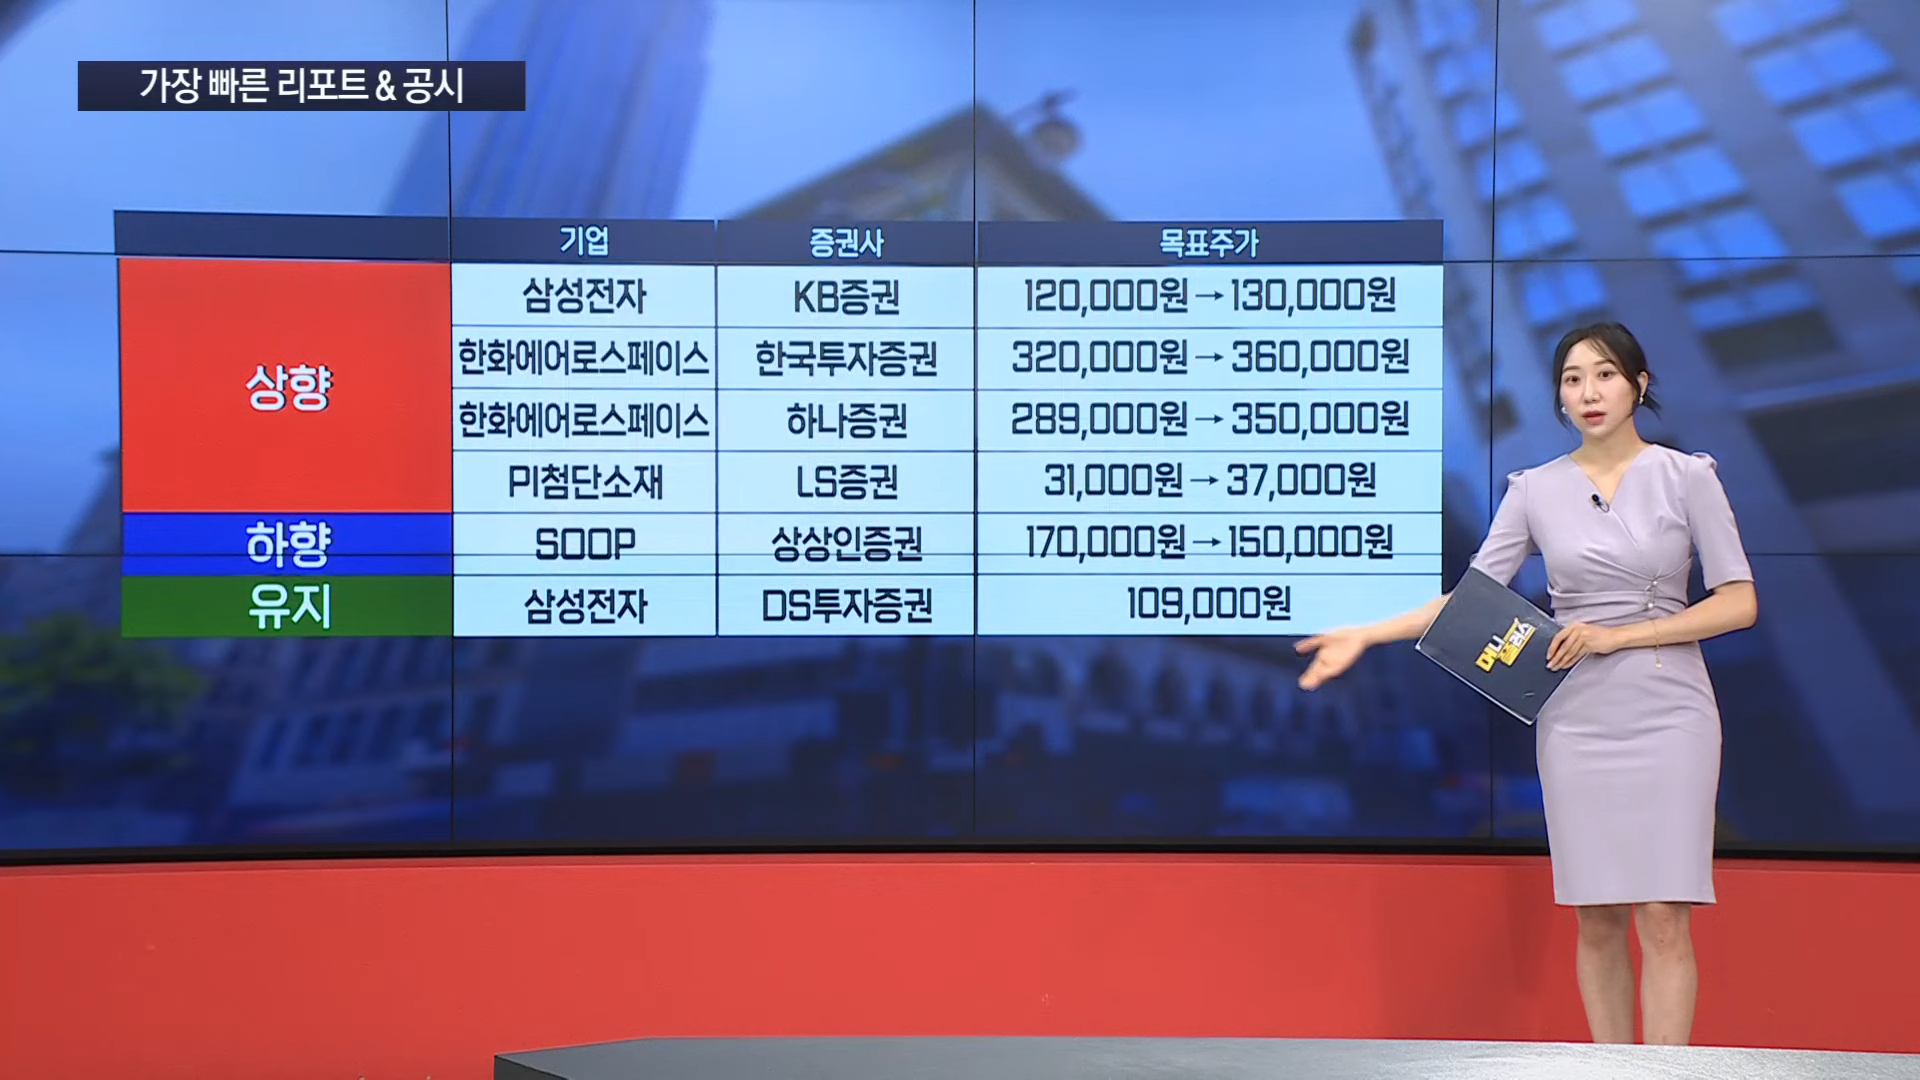 가장 빠른 리포트 & 공시
기업 증권사 목표주가
상향
삼성전자 KB증권 120,000원→130,000원
한화에어로스페이스 한국투자증권 320,000원→360,000원
한화에어로스페이스 하나증권 289,000원→350,000원
PI첨단소재 LS증권 31,000원→37,000원
하향 SOOP 상상인증권 170,000원→150,000원
유지 삼성전자 DS투자증권 109,000원
머니
플러스